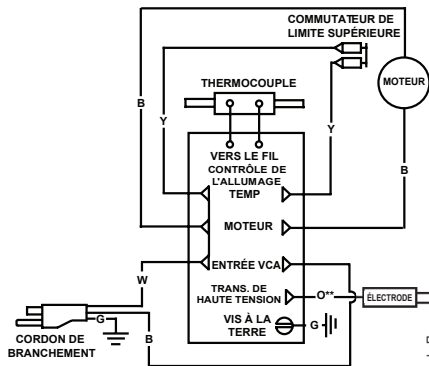 COMMUTATEUR DE
LIMITE SUPÉRIEURE
THERMOCOUPLE
MOTEUR
B
Y
Y
B
VERS LE FIL
CONTRÔLE DE
L'ALLUMAGE
TEMP
MOTEUR
W
ENTRÉE VCA
TRANS. DE
HAUTE TENSION
O**
ÉLECTRODE
VIS À LA
TERRE
G
G
B
CORDON DE
BRANCHEMENT